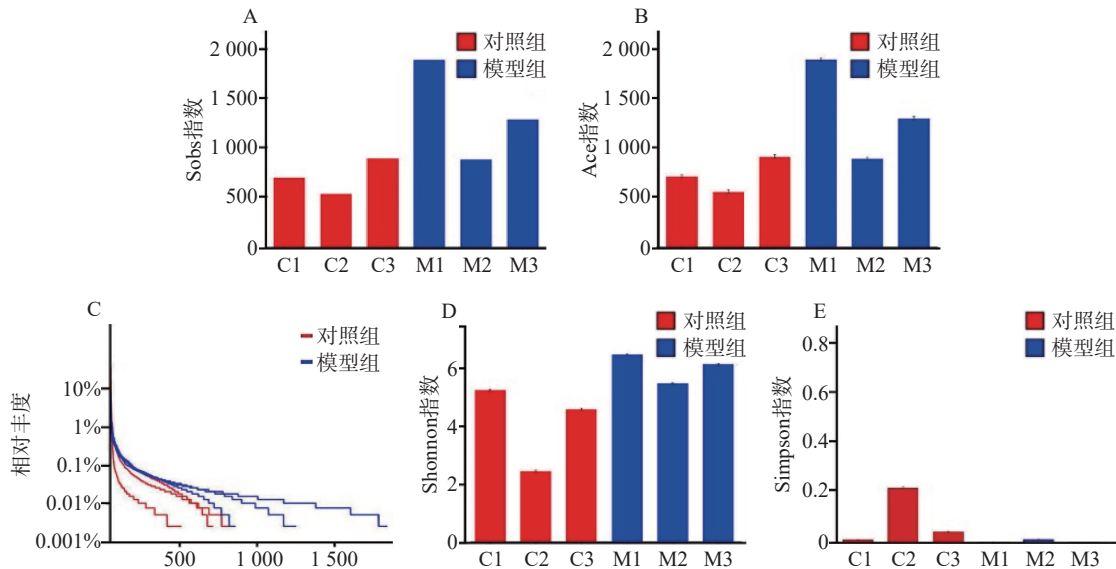 A
对照组
模型组
Sobs指数
2 000
1 500
1 000
500
0
C1 C2 C3 M1 M2 M3
B
对照组
模型组
Ace指数
2 000
1 500
1 000
500
0
C1 C2 C3 M1 M2 M3
C
对照组
模型组
相对丰度
10%
1%
0.1%
0.01%
0.001%
500 1 000 1 500
D
对照组
模型组
Shonnon指数
6
4
2
0
C1 C2 C3 M1 M2 M3
E
对照组
模型组
Simpson指数
0.8
0.6
0.4
0.2
0
C1 C2 C3 M1 M2 M3